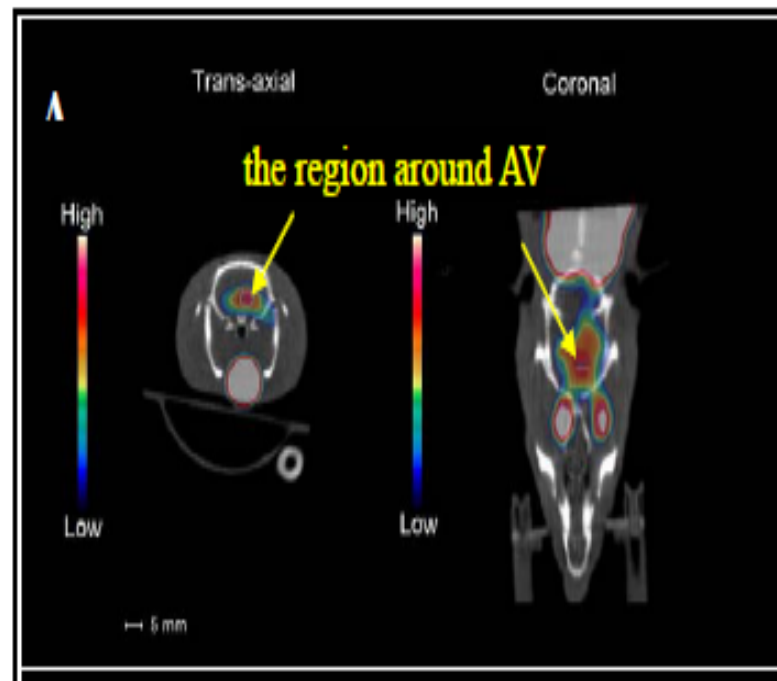 Trans-axial
Coronal
A
the region around AV
High
High
Low
Low
5 mm